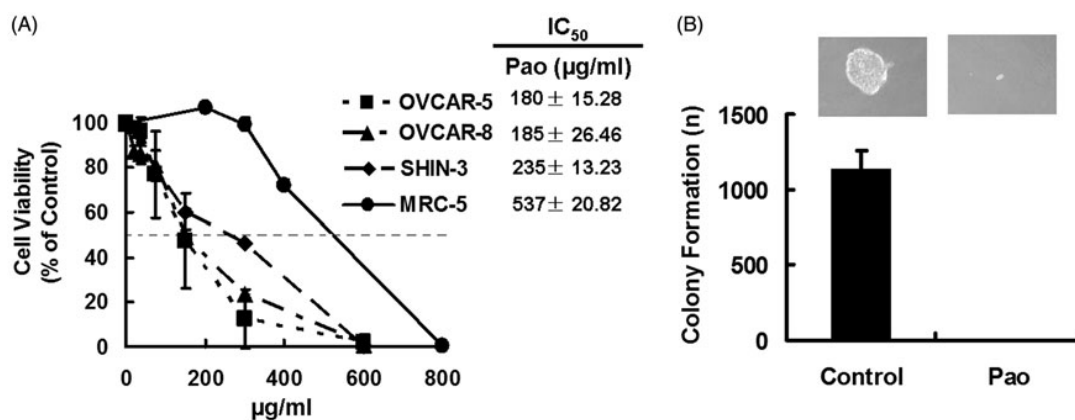 (A)
IC50
Pao (µg/ml)
OVCAR-5 180 ± 15.28
OVCAR-8 185 ± 26.46
SHIN-3 235 ± 13.23
MRC-5 537 ± 20.82
Cell Viability
(% of Control)
100
80
60
40
20
0
0 200 400 600 800
µg/ml
(B)
Colony Formation (n)
1500
1000
500
0
Control Pao